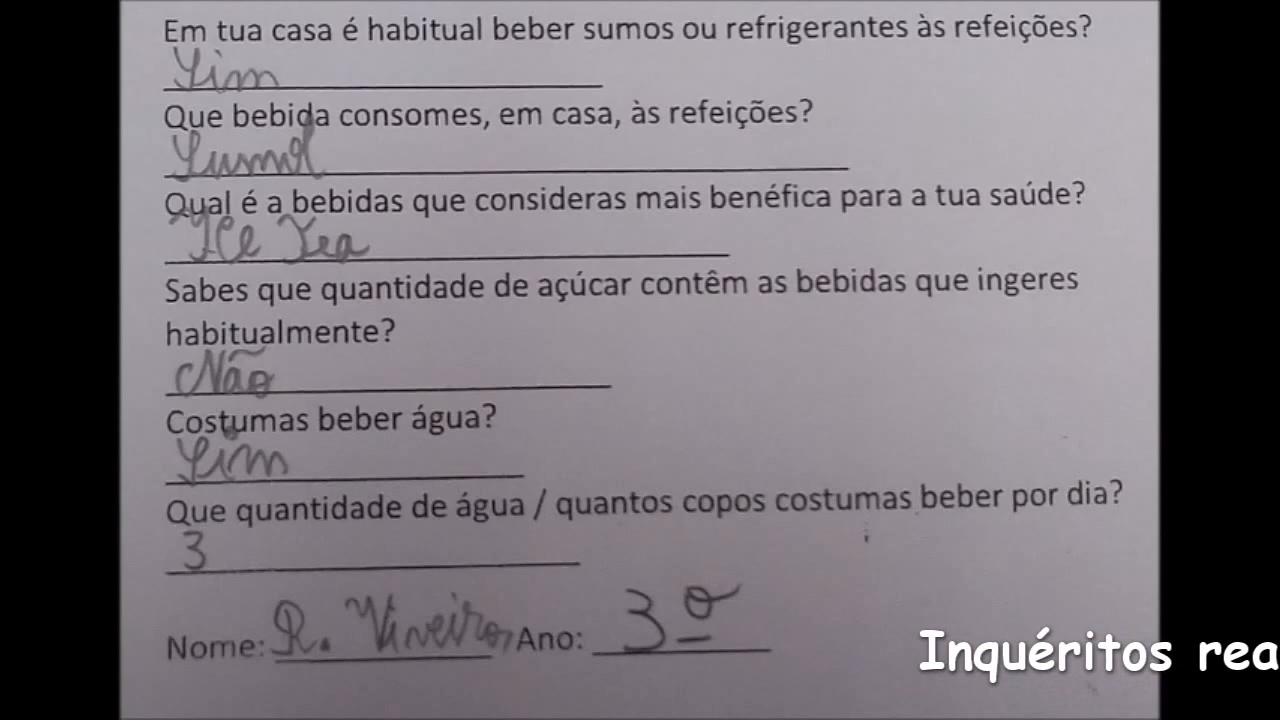 Em tua casa é habitual beber sumos ou refrigerantes às refeições?
Sim
Que bebida consomes, em casa, às refeições?
Sumol
Qual é a bebidas que consideras mais benéfica para a tua saúde?
ICe Tea
Sabes que quantidade de açúcar contêm as bebidas que ingeres
habitualmente?
Não
Costumas beber água?
Sim
Que quantidade de água / quantos copos costumas beber por dia?
3
Nome: R. Viveiros Ano: 3º
Inquéritos rea